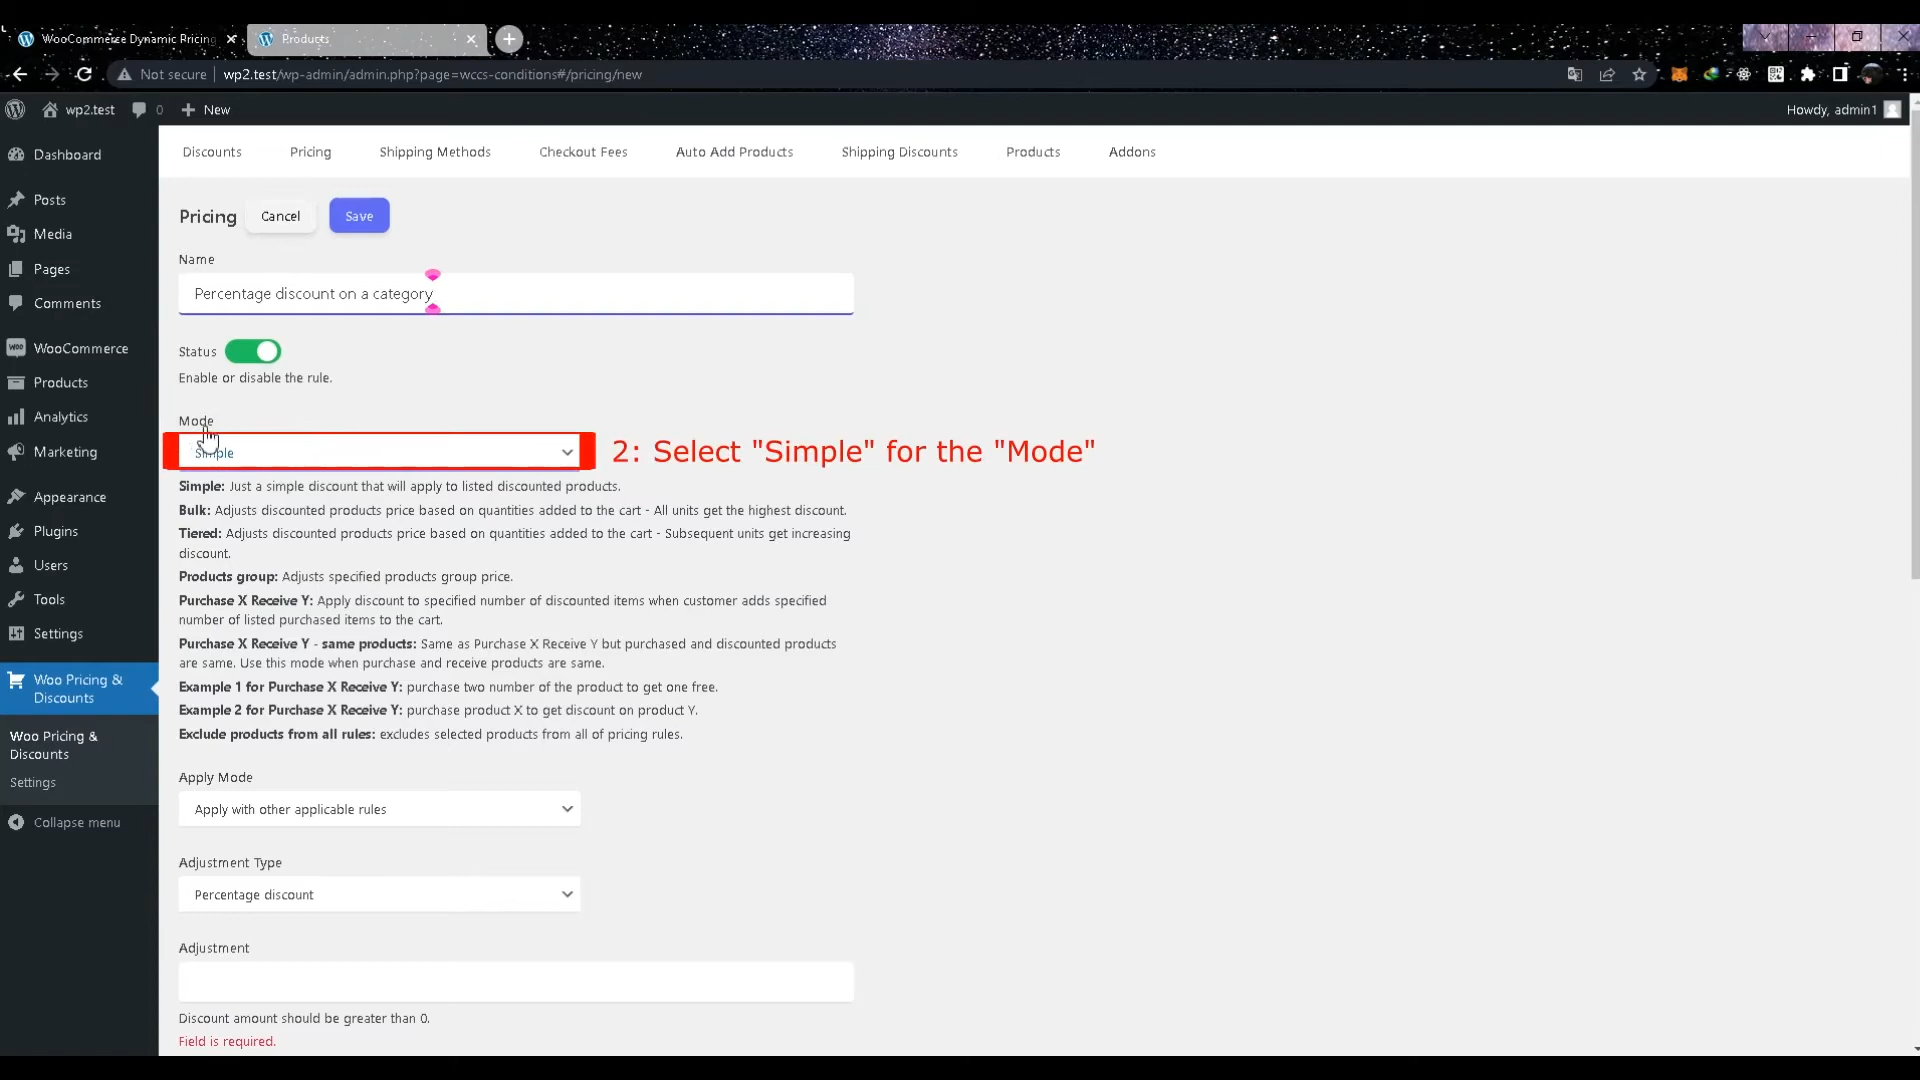 WooCommerce Dynamic Pricing
Products
Not secure
wp2.test/wp-admin/admin.php?page=wccs-conditions#/pricing/new
wp2.test
0
New
Howdy, admin1
Dashboard
Posts
Media
Pages
Comments
WooCommerce
Products
Analytics
Marketing
Appearance
Plugins
Users
Tools
Settings
Woo Pricing &
Discounts
Woo Pricing &
Discounts
Settings
Collapse menu
Discounts
Pricing
Shipping Methods
Checkout Fees
Auto Add Products
Shipping Discounts
Products
Addons
Pricing
Cancel
Save
Name
Percentage discount on a category
Status
Enable or disable the rule.
Mode
Simple
2: Select "Simple" for the "Mode"
Simple: Just a simple discount that will apply to listed discounted products.
Bulk: Adjusts discounted products price based on quantities added to the cart - All units get the highest discount.
Tiered: Adjusts discounted products price based on quantities added to the cart - Subsequent units get increasing
discount.
Products group: Adjusts specified products group price.
Purchase X Receive Y: Apply discount to specified number of discounted items when customer adds specified
number of listed purchased items to the cart.
Purchase X Receive Y - same products: Same as Purchase X Receive Y but purchased and discounted products
are same. Use this mode when purchase and receive products are same.
Example 1 for Purchase X Receive Y: purchase two number of the product to get one free.
Example 2 for Purchase X Receive Y: purchase product X to get discount on product Y.
Exclude products from all rules: excludes selected products from all of pricing rules.
Apply Mode
Apply with other applicable rules
Adjustment Type
Percentage discount
Adjustment
Discount amount should be greater than 0.
Field is required.